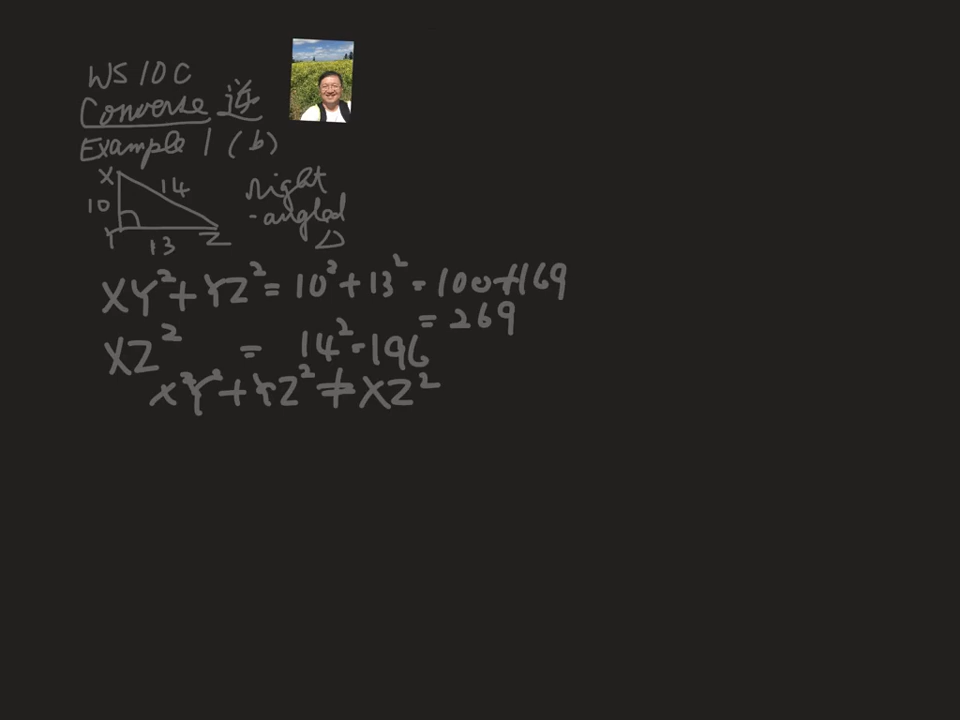 WS 10C
Converse 逆
Example 1 (b)
X
14
10
Y
13
Z
right
-angled
△
XY²+YZ² = 10²+13² = 100+169
= 269
XZ² = 14² = 196
X²Y²+YZ² ≠ XZ²